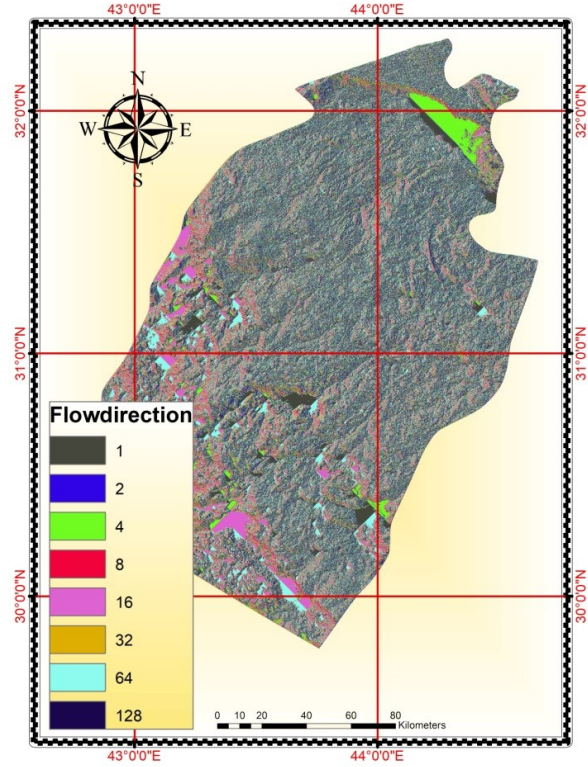 43°0'0"E 44°0'0"E
N
W E
S
32°0'0"N 32°0'0"N
31°0'0"N 31°0'0"N
Flowdirection
1
2
4
8
16
32
64
128
30°0'0"N 30°0'0"N
0 10 20 40 60 80
Kilometers
43°0'0"E 44°0'0"E